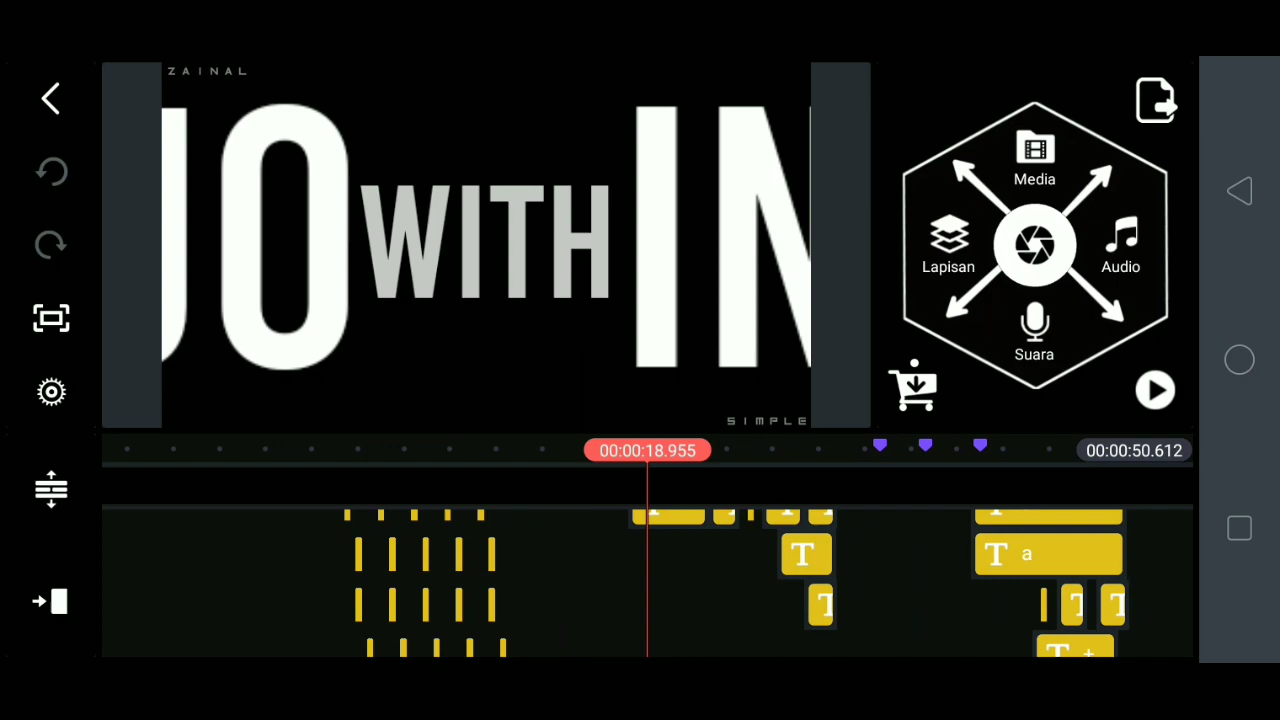 ZAINAL
JO WITH IN
SIMPLE
Media
Lapisan
Audio
Suara
00:00:18.955
00:00:50.612
T
T a
T
T
T
T +